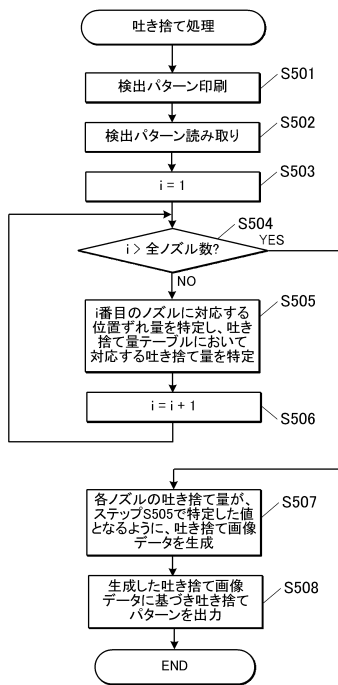 吐き捨て処理
S501
検出パターン印刷
S502
検出パターン読み取り
S503
i = 1
S504
i > 全ノズル数?
YES
NO
S505
i番目のノズルに対応する
位置ずれ量を特定し、吐き
捨て量テーブルにおいて
対応する吐き捨て量を特定
i = i + 1
S506
各ノズルの吐き捨て量が、
ステップS505で特定した値
となるように、吐き捨て画像
データを生成
S507
生成した吐き捨て画像
データに基づき吐き捨て
パターンを出力
S508
END